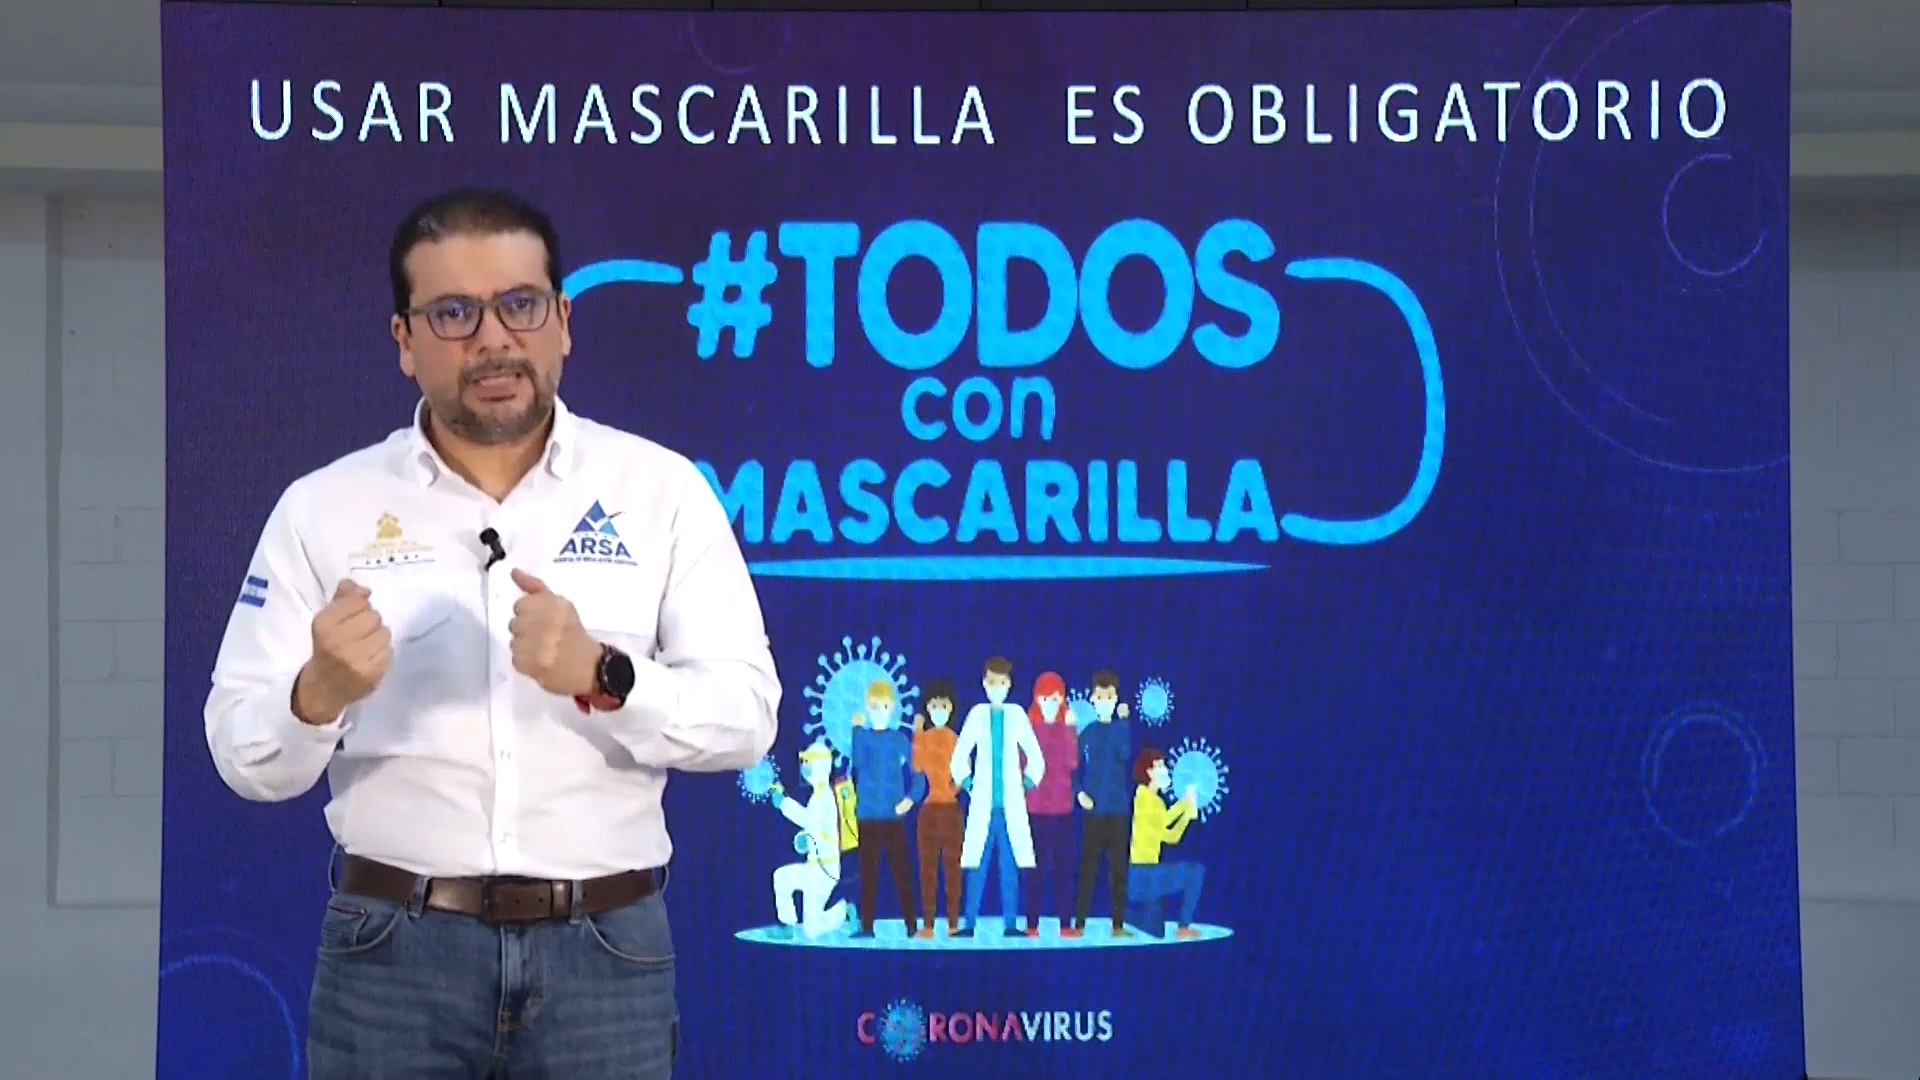 USAR MASCARILLA ES OBLIGATORIO
#TODOS
con
MASCARILLA
ARSA
CORONAVIRUS